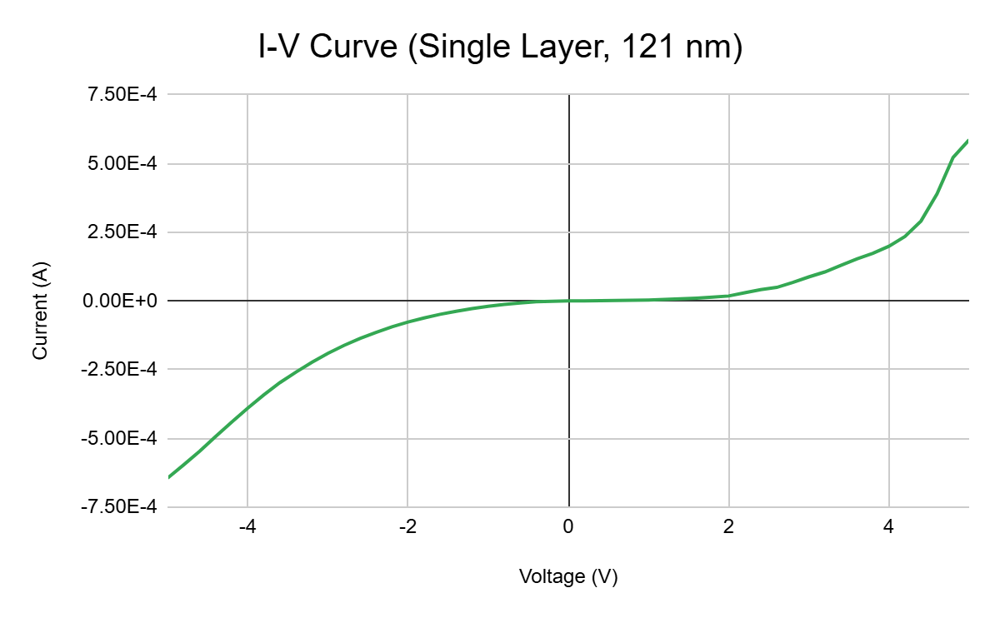 I-V Curve (Single Layer, 121 nm)
7.50E-4
5.00E-4
2.50E-4
0.00E+0
-2.50E-4
-5.00E-4
-7.50E-4
Current (A)
-4 -2 0 2 4
Voltage (V)